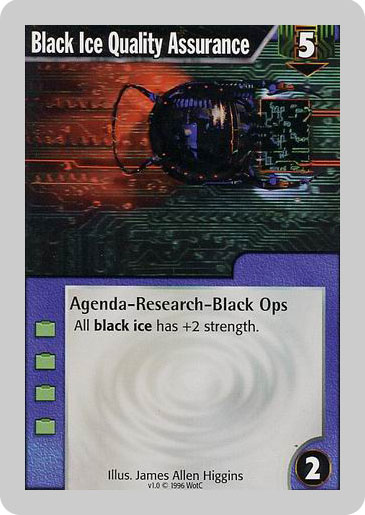 Black Ice Quality Assurance
5
Agenda-Research-Black Ops
All black ice has +2 strength.
Illus. James Allen Higgins
v1.0 © 1996 WotC
2